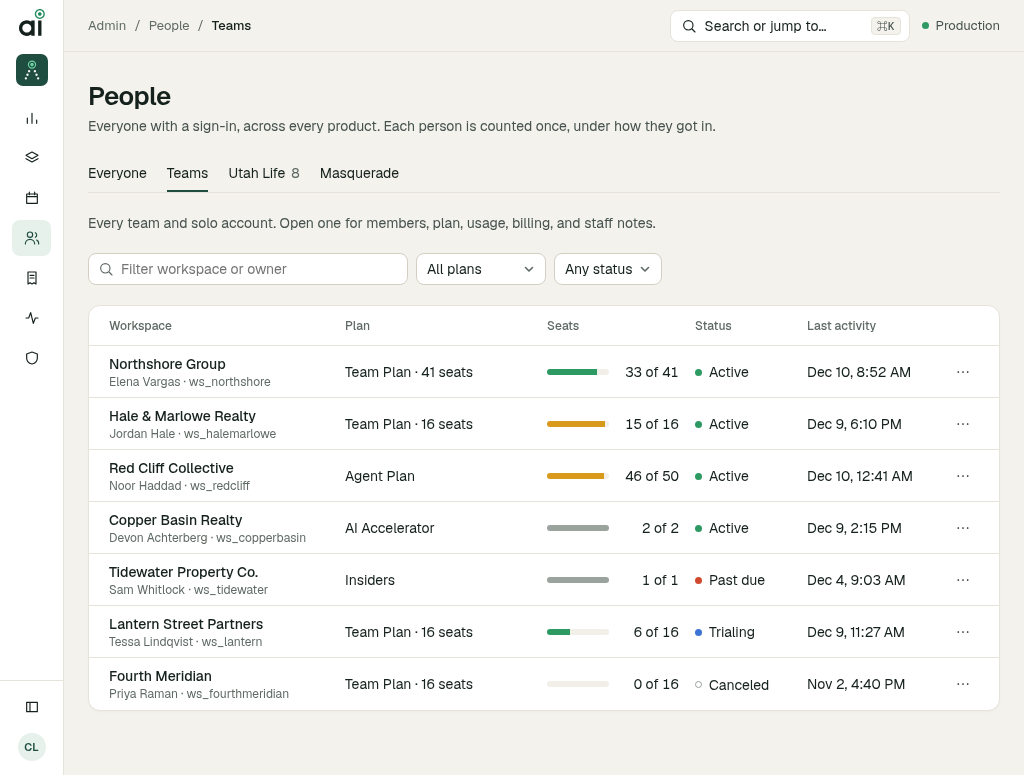 ai
Admin / People / Teams
Search or jump to...
⌘K
Production
People
Everyone with a sign-in, across every product. Each person is counted once, under how they got in.
Everyone Teams Utah Life 8 Masquerade
Every team and solo account. Open one for members, plan, usage, billing, and staff notes.
Filter workspace or owner
All plans
Any status
Workspace Plan Seats Status Last activity
Northshore Group
Elena Vargas · ws_northshore
Team Plan · 41 seats 33 of 41 Active Dec 10, 8:52 AM ...
Hale & Marlowe Realty
Jordan Hale · ws_halemarlowe
Team Plan · 16 seats 15 of 16 Active Dec 9, 6:10 PM ...
Red Cliff Collective
Noor Haddad · ws_redcliff
Agent Plan 46 of 50 Active Dec 10, 12:41 AM ...
Copper Basin Realty
Devon Achterberg · ws_copperbasin
AI Accelerator 2 of 2 Active Dec 9, 2:15 PM ...
Tidewater Property Co.
Sam Whitlock · ws_tidewater
Insiders 1 of 1 Past due Dec 4, 9:03 AM ...
Lantern Street Partners
Tessa Lindqvist · ws_lantern
Team Plan · 16 seats 6 of 16 Trialing Dec 9, 11:27 AM ...
Fourth Meridian
Priya Raman · ws_fourthmeridian
Team Plan · 16 seats 0 of 16 Canceled Nov 2, 4:40 PM ...
CL